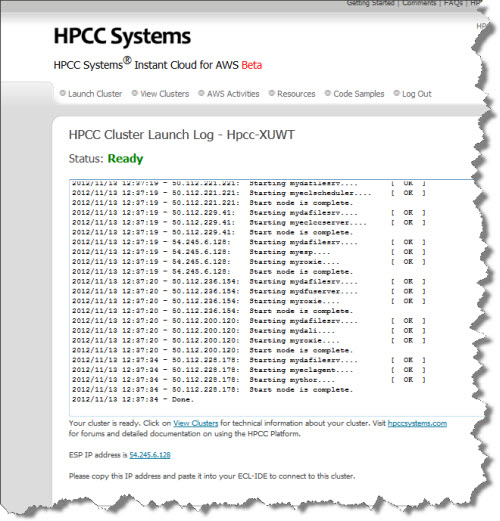 Getting Started | Comments | FAQs |
HPCC Systems
HPCC Systems® Instant Cloud for AWS Beta
Launch Cluster View Clusters AWS Activities Resources Code Samples Log Out
HPCC Cluster Launch Log - Hpcc-XUWT
Status: Ready
2012/11/13 12:37:19 - 50.112.221.221: Starting mydafilesrv.... [ OK ]
2012/11/13 12:37:19 - 50.112.221.221: Starting myeclscheduler.... [ OK ]
2012/11/13 12:37:19 - 50.112.221.221: Start node is complete.
2012/11/13 12:37:19 - 50.112.229.41: Starting mydafilesrv.... [ OK ]
2012/11/13 12:37:19 - 50.112.229.41: Starting myeclccserver.... [ OK ]
2012/11/13 12:37:19 - 50.112.229.41: Start node is complete.
2012/11/13 12:37:19 - 54.245.6.128: Starting mydafilesrv.... [ OK ]
2012/11/13 12:37:19 - 54.245.6.128: Starting myesp.... [ OK ]
2012/11/13 12:37:19 - 54.245.6.128: Starting myroxie.... [ OK ]
2012/11/13 12:37:19 - 54.245.6.128: Start node is complete.
2012/11/13 12:37:20 - 50.112.236.154: Starting mydafilesrv.... [ OK ]
2012/11/13 12:37:20 - 50.112.236.154: Starting mydfuserver.... [ OK ]
2012/11/13 12:37:20 - 50.112.236.154: Starting myroxie.... [ OK ]
2012/11/13 12:37:20 - 50.112.236.154: Start node is complete.
2012/11/13 12:37:20 - 50.112.200.120: Starting mydafilesrv.... [ OK ]
2012/11/13 12:37:20 - 50.112.200.120: Starting mydali.... [ OK ]
2012/11/13 12:37:20 - 50.112.200.120: Starting myroxie.... [ OK ]
2012/11/13 12:37:20 - 50.112.200.120: Start node is complete.
2012/11/13 12:37:34 - 50.112.228.178: Starting mydafilesrv.... [ OK ]
2012/11/13 12:37:34 - 50.112.228.178: Starting myeclagent.... [ OK ]
2012/11/13 12:37:34 - 50.112.228.178: Starting mythor.... [ OK ]
2012/11/13 12:37:34 - 50.112.228.178: Start node is complete.
2012/11/13 12:37:34 - Done.
Your cluster is ready. Click on View Clusters for technical information about your cluster. Visit hpccsystems.com
for forums and detailed documentation on using the HPCC Platform.
ESP IP address is 54.245.6.128
Please copy this IP address and paste it into your ECL-IDE to connect to this cluster.